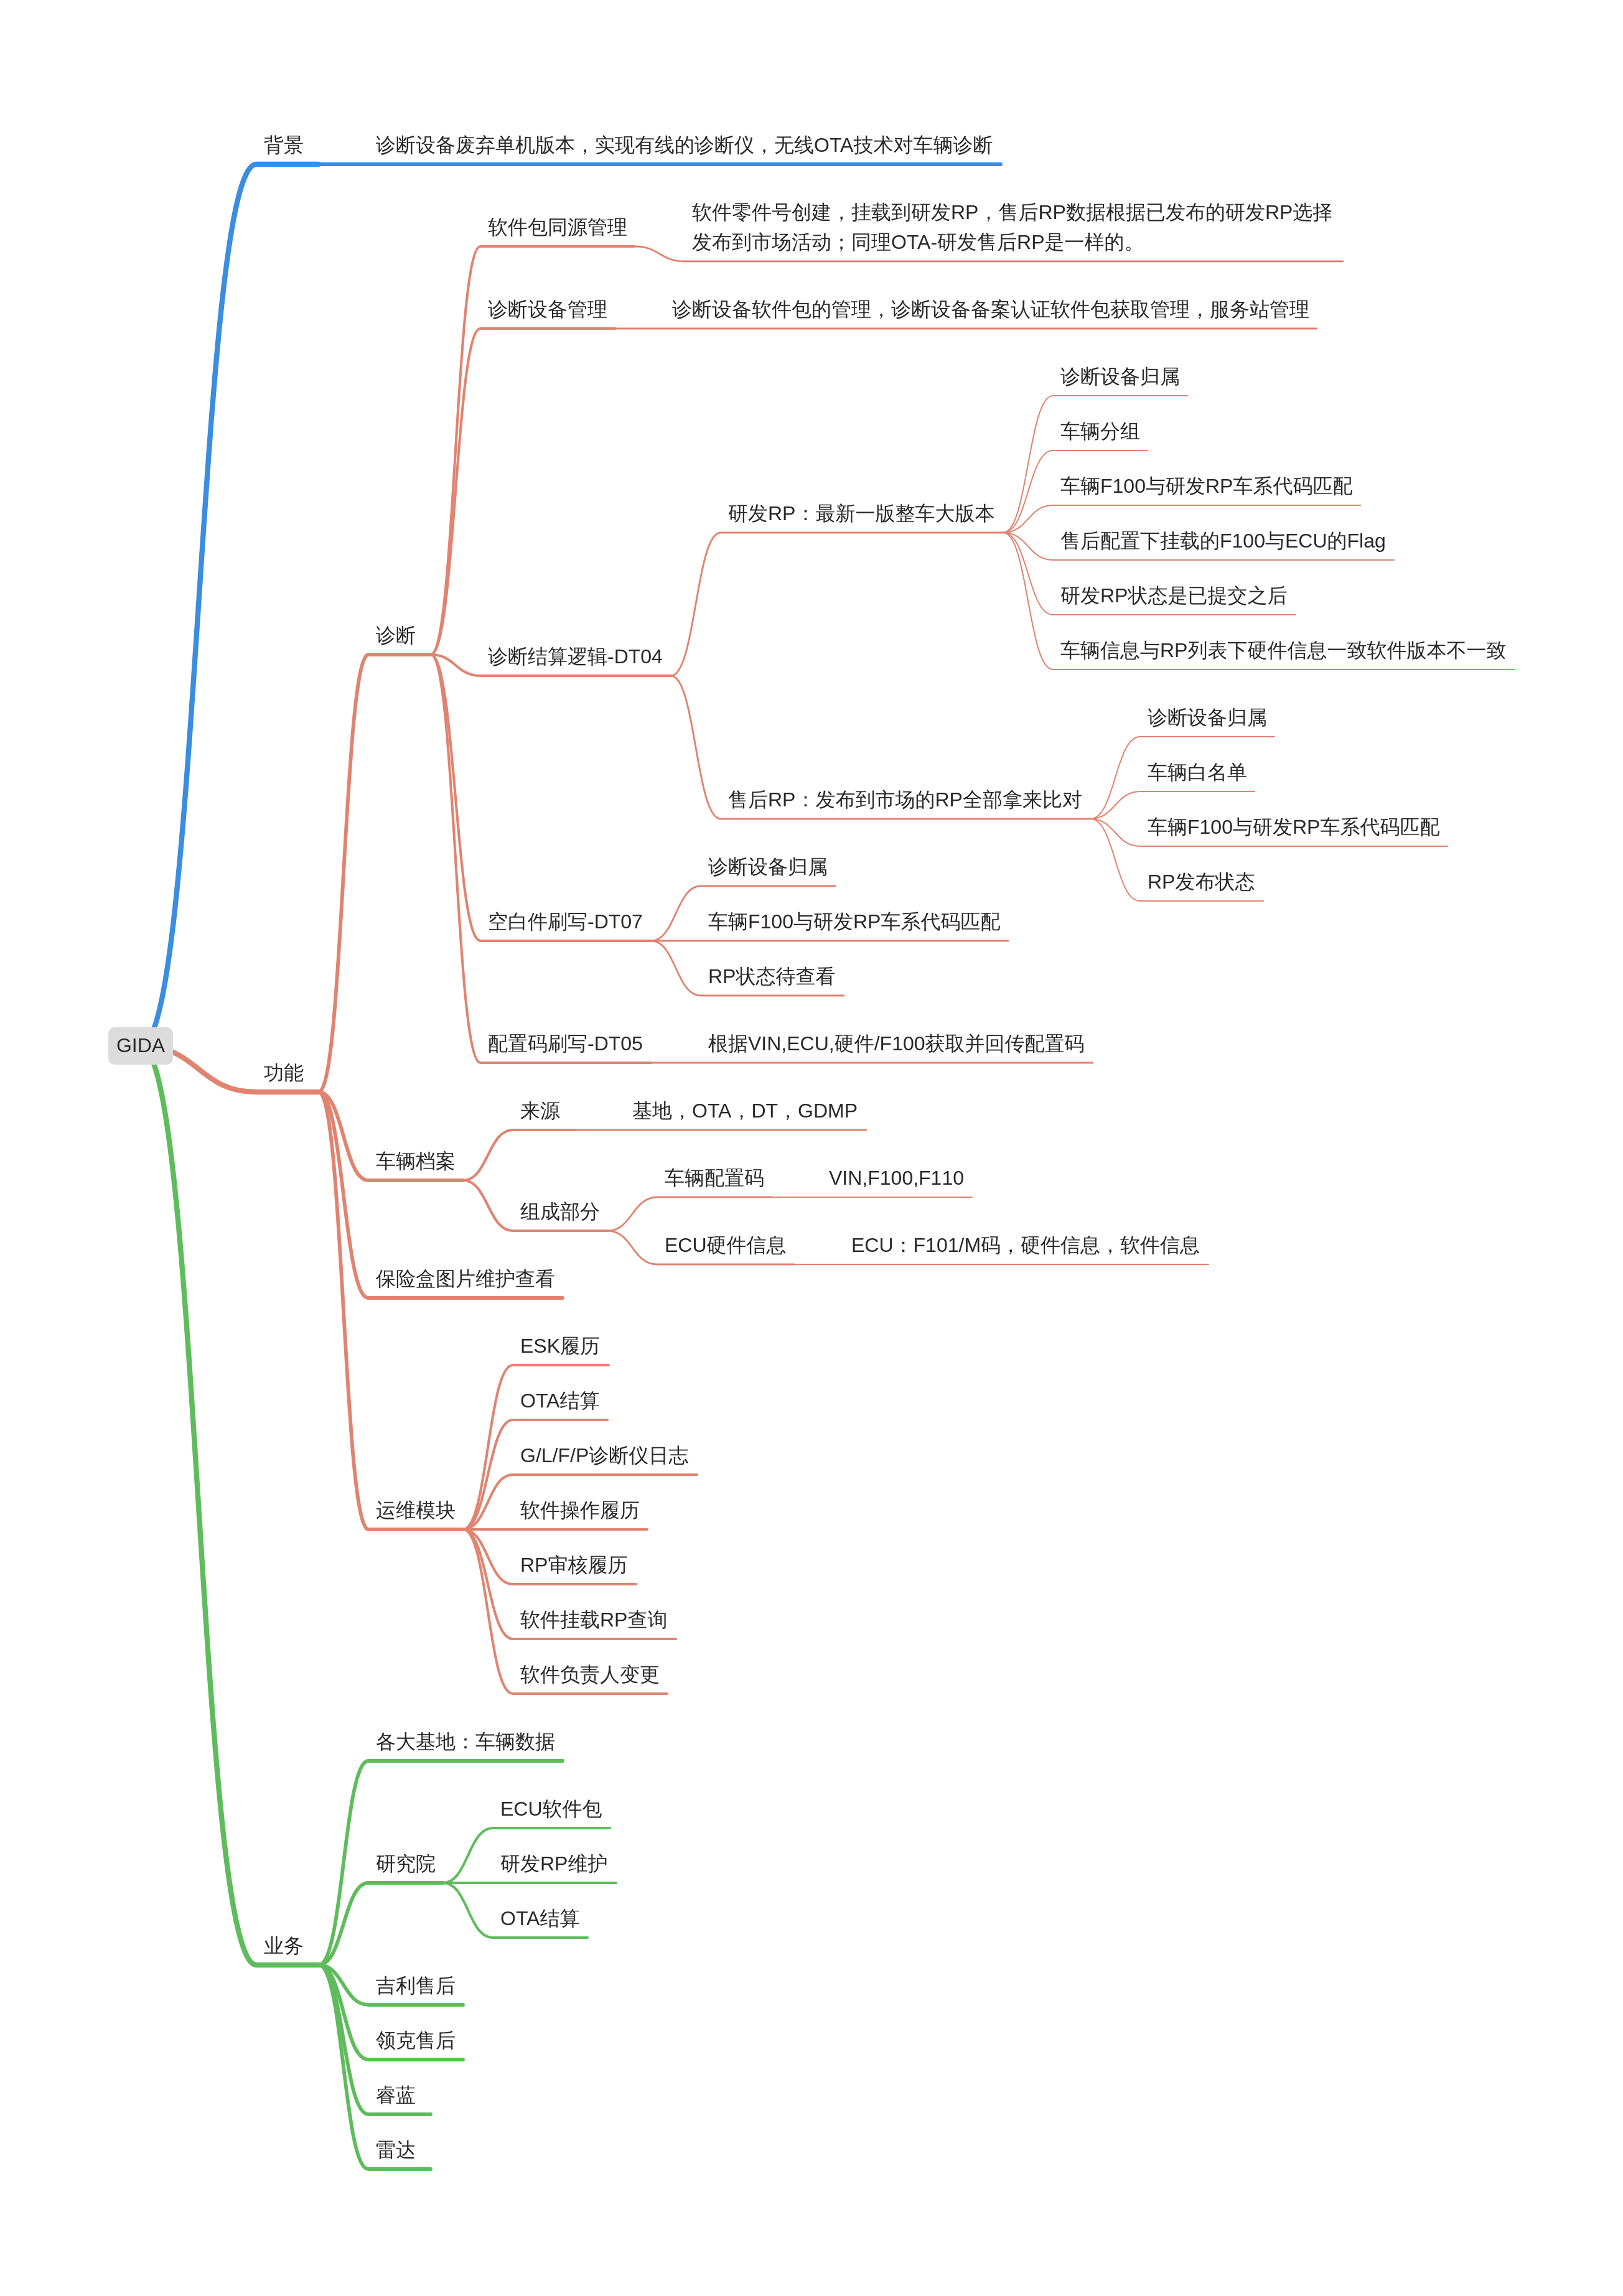 背景
诊断设备废弃单机版本，实现有线的诊断仪，无线OTA技术对车辆诊断
软件包同源管理
软件零件号创建，挂载到研发RP，售后RP数据根据已发布的研发RP选择
发布到市场活动；同理OTA-研发售后RP是一样的。
诊断设备管理
诊断设备软件包的管理，诊断设备备案认证软件包获取管理，服务站管理
诊断设备归属
车辆分组
车辆F100与研发RP车系代码匹配
研发RP：最新一版整车大版本
售后配置下挂载的F100与ECU的Flag
研发RP状态是已提交之后
诊断
车辆信息与RP列表下硬件信息一致软件版本不一致
诊断结算逻辑-DT04
诊断设备归属
车辆白名单
售后RP：发布到市场的RP全部拿来比对
车辆F100与研发RP车系代码匹配
RP发布状态
诊断设备归属
空白件刷写-DT07
车辆F100与研发RP车系代码匹配
RP状态待查看
GIDA
配置码刷写-DT05
根据VIN,ECU,硬件/F100获取并回传配置码
功能
来源
基地，OTA，DT，GDMP
车辆档案
车辆配置码
VIN,F100,F110
组成部分
ECU硬件信息
ECU：F101/M码，硬件信息，软件信息
保险盒图片维护查看
ESK履历
OTA结算
G/L/F/P诊断仪日志
运维模块
软件操作履历
RP审核履历
软件挂载RP查询
软件负责人变更
各大基地：车辆数据
ECU软件包
研究院
研发RP维护
OTA结算
业务
吉利售后
领克售后
睿蓝
雷达